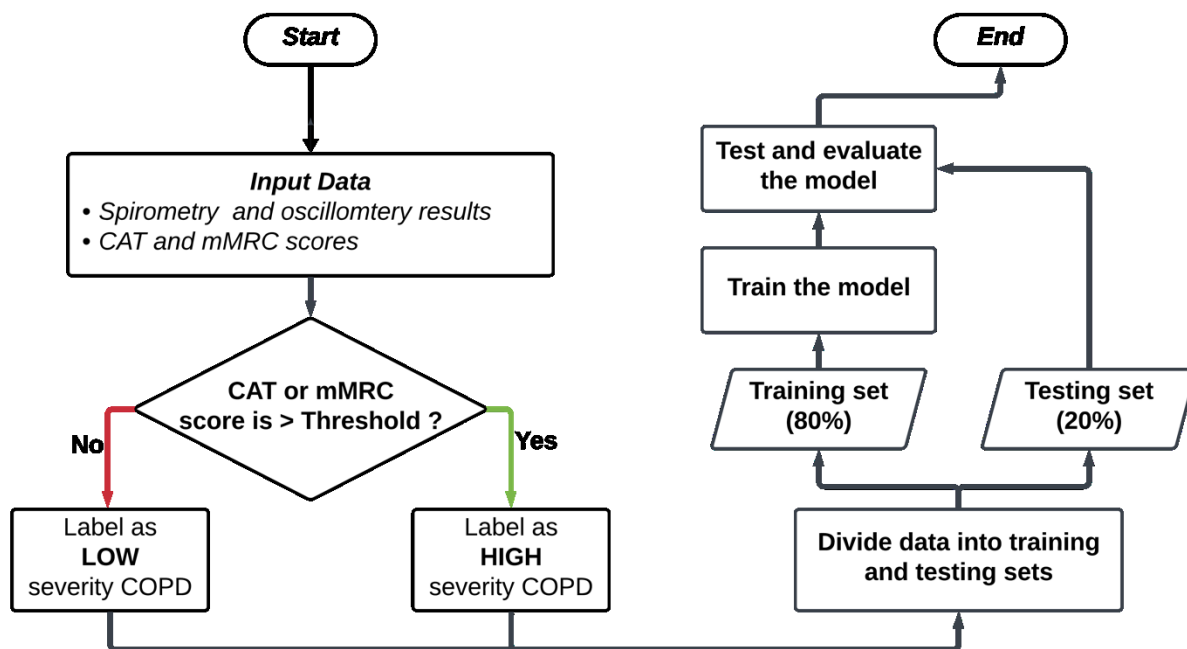 Start
Input Data
• Spirometry and oscillomtery results
• CAT and mMRC scores
CAT or mMRC
score is > Threshold ?
No
Yes
Label as
LOW
severity COPD
Label as
HIGH
severity COPD
Divide data into training
and testing sets
Training set
(80%)
Testing set
(20%)
Train the model
Test and evaluate
the model
End